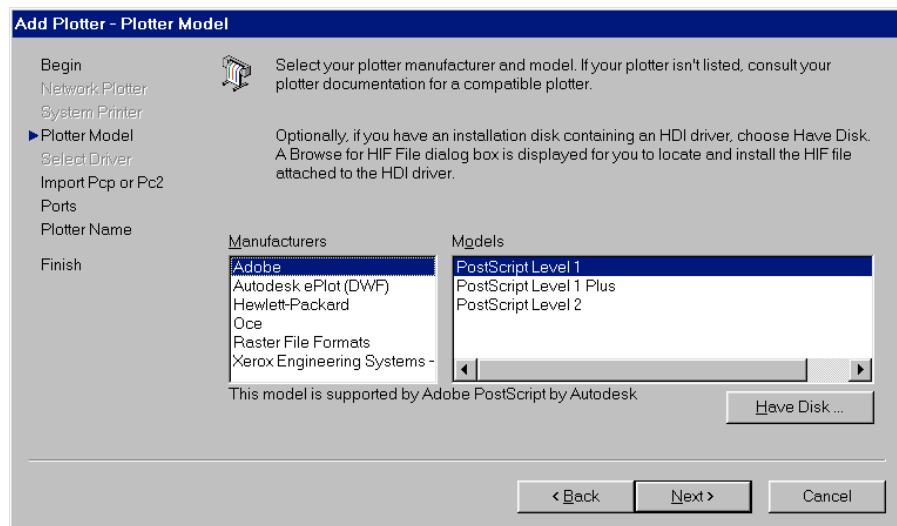 Add Plotter - Plotter Model
Begin
Network Plotter
System Printer
Plotter Model
Select Driver
Import Pcp or Pc2
Ports
Plotter Name
Finish
Select your plotter manufacturer and model. If your plotter isn't listed, consult your
plotter documentation for a compatible plotter.
Optionally, if you have an installation disk containing an HDI driver, choose Have Disk.
A Browse for HIF File dialog box is displayed for you to locate and install the HIF file
attached to the HDI driver.
Manufacturers
Adobe
Autodesk ePlot (DWF)
Hewlett-Packard
Oce
Raster File Formats
Xerox Engineering Systems -
Models
PostScript Level 1
PostScript Level 1 Plus
PostScript Level 2
This model is supported by Adobe PostScript by Autodesk
Have Disk ...
< Back
Next >
Cancel